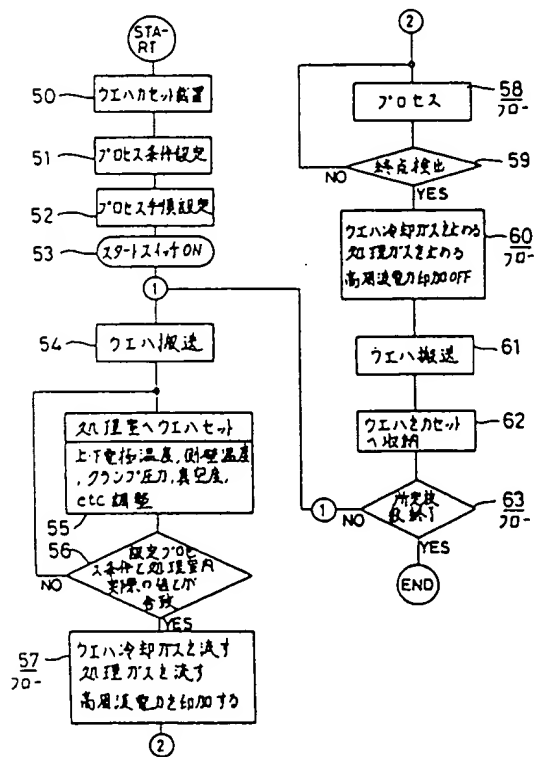 STA-
RT
50
ウエハカセット載置
51
プロセス条件設定
52
プロセス手順設定
53
スタートスイッチON
1
54
ウエハ搬送
処理室へウエハセット
上下電極温度,側壁温度
,クランプ圧力,真空度,
etc 調整
55
56
設定プロセ
ス条件と処理室内
実際の値とが
合致
NO
YES
57
フロー
ウエハ冷却ガスを流す
処理ガスを流す
高周波電力を印加する
2
2
58
フロー
プロセス
終点検出
59
NO
YES
ウエハ冷却ガスを止める
処理ガスを止める
高周波電力印加OFF
60
フロー
ウエハ搬送
61
ウエハをカセット
へ収納
62
所定枚
数終了
63
フロー
1
NO
YES
END